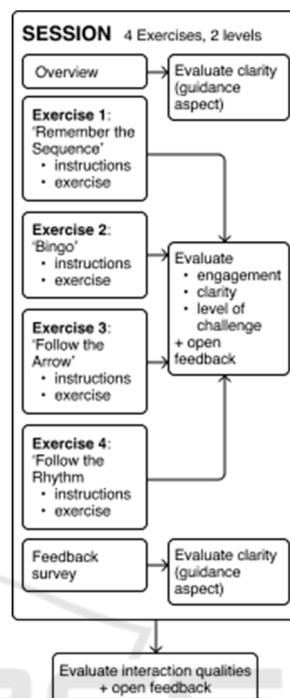 SESSION 4 Exercises, 2 levels
Overview
Evaluate clarity
(guidance
aspect)
Exercise 1:
‘Remember the
Sequence’
• instructions
• exercise
Exercise 2:
‘Bingo’
• instructions
• exercise
Evaluate
• engagement
• clarity
• level of
challenge
+ open
feedback
Exercise 3:
‘Follow the
Arrow’
• instructions
• exercise
Exercise 4:
‘Follow the
Rhythm
• instructions
• exercise
Feedback
survey
Evaluate clarity
(guidance
aspect)
Evaluate interaction qualities
+ open feedback